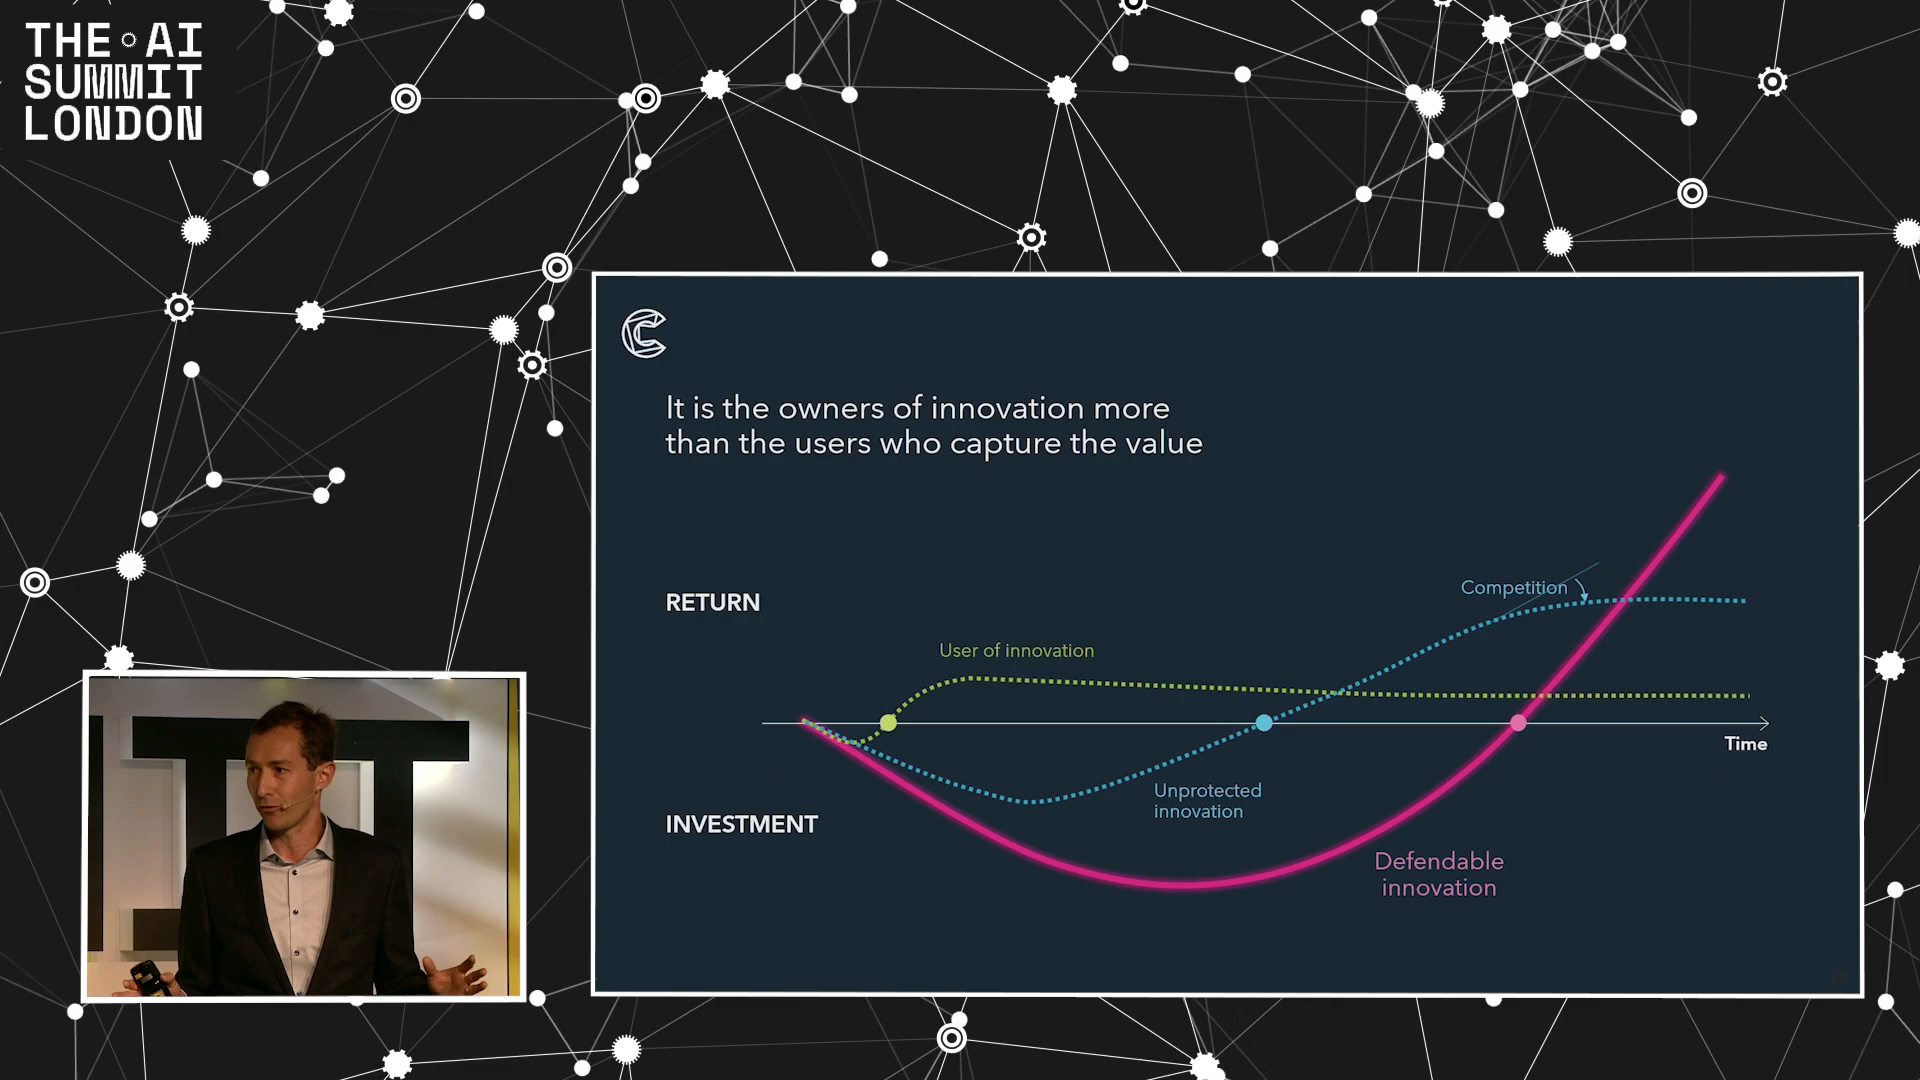 THE AI
SUMMIT
LONDON
It is the owners of innovation more
than the users who capture the value
RETURN
Competition
User of innovation
Time
Unprotected
innovation
INVESTMENT
Defendable
innovation